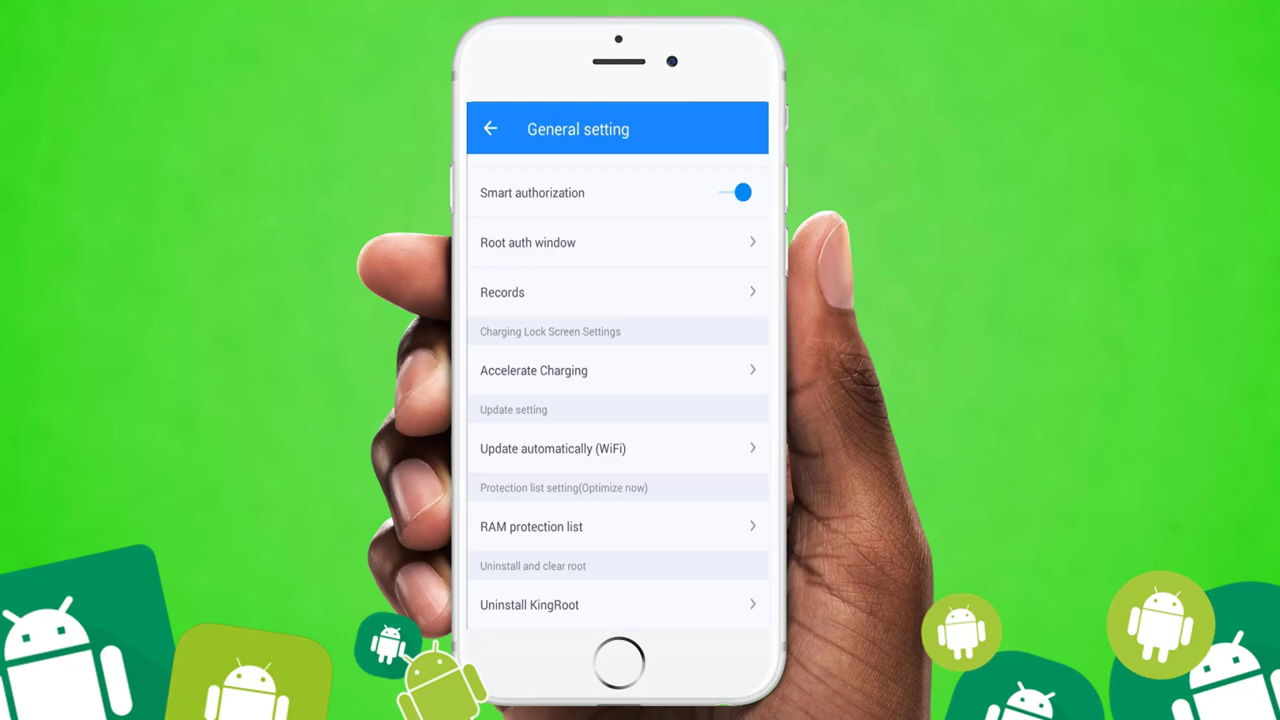 General setting
Smart authorization
Root auth window
Records
Charging Lock Screen Settings
Accelerate Charging
Update setting
Update automatically (WiFi)
Protection list setting(Optimize now)
RAM protection list
Uninstall and clear root
Uninstall KingRoot